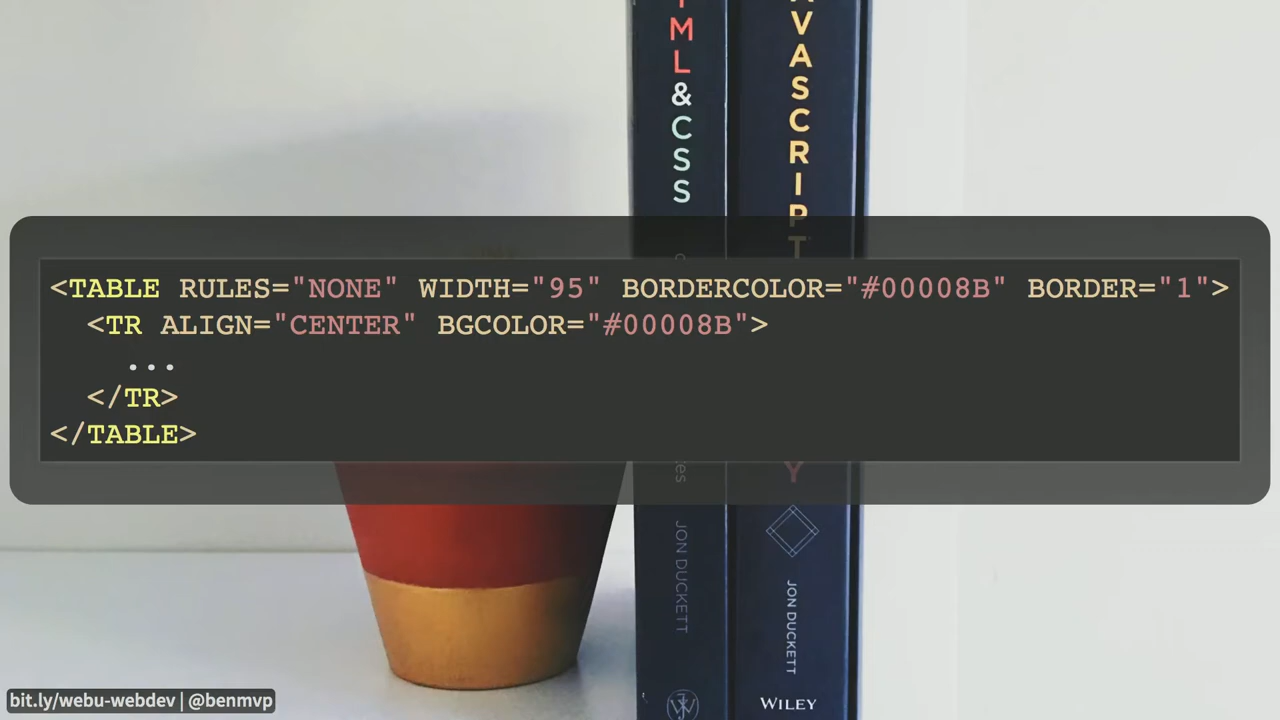 ML&CSS
AVASCRIPT
<TABLE RULES="NONE" WIDTH="95" BORDERCOLOR="#00008B" BORDER="1">
<TR ALIGN="CENTER" BGCOLOR="#00008B">
...
</TR>
</TABLE>
Y
JON DUCKETT
JON DUCKETT
WILEY
bit.ly/webu-webdev | @benmvp